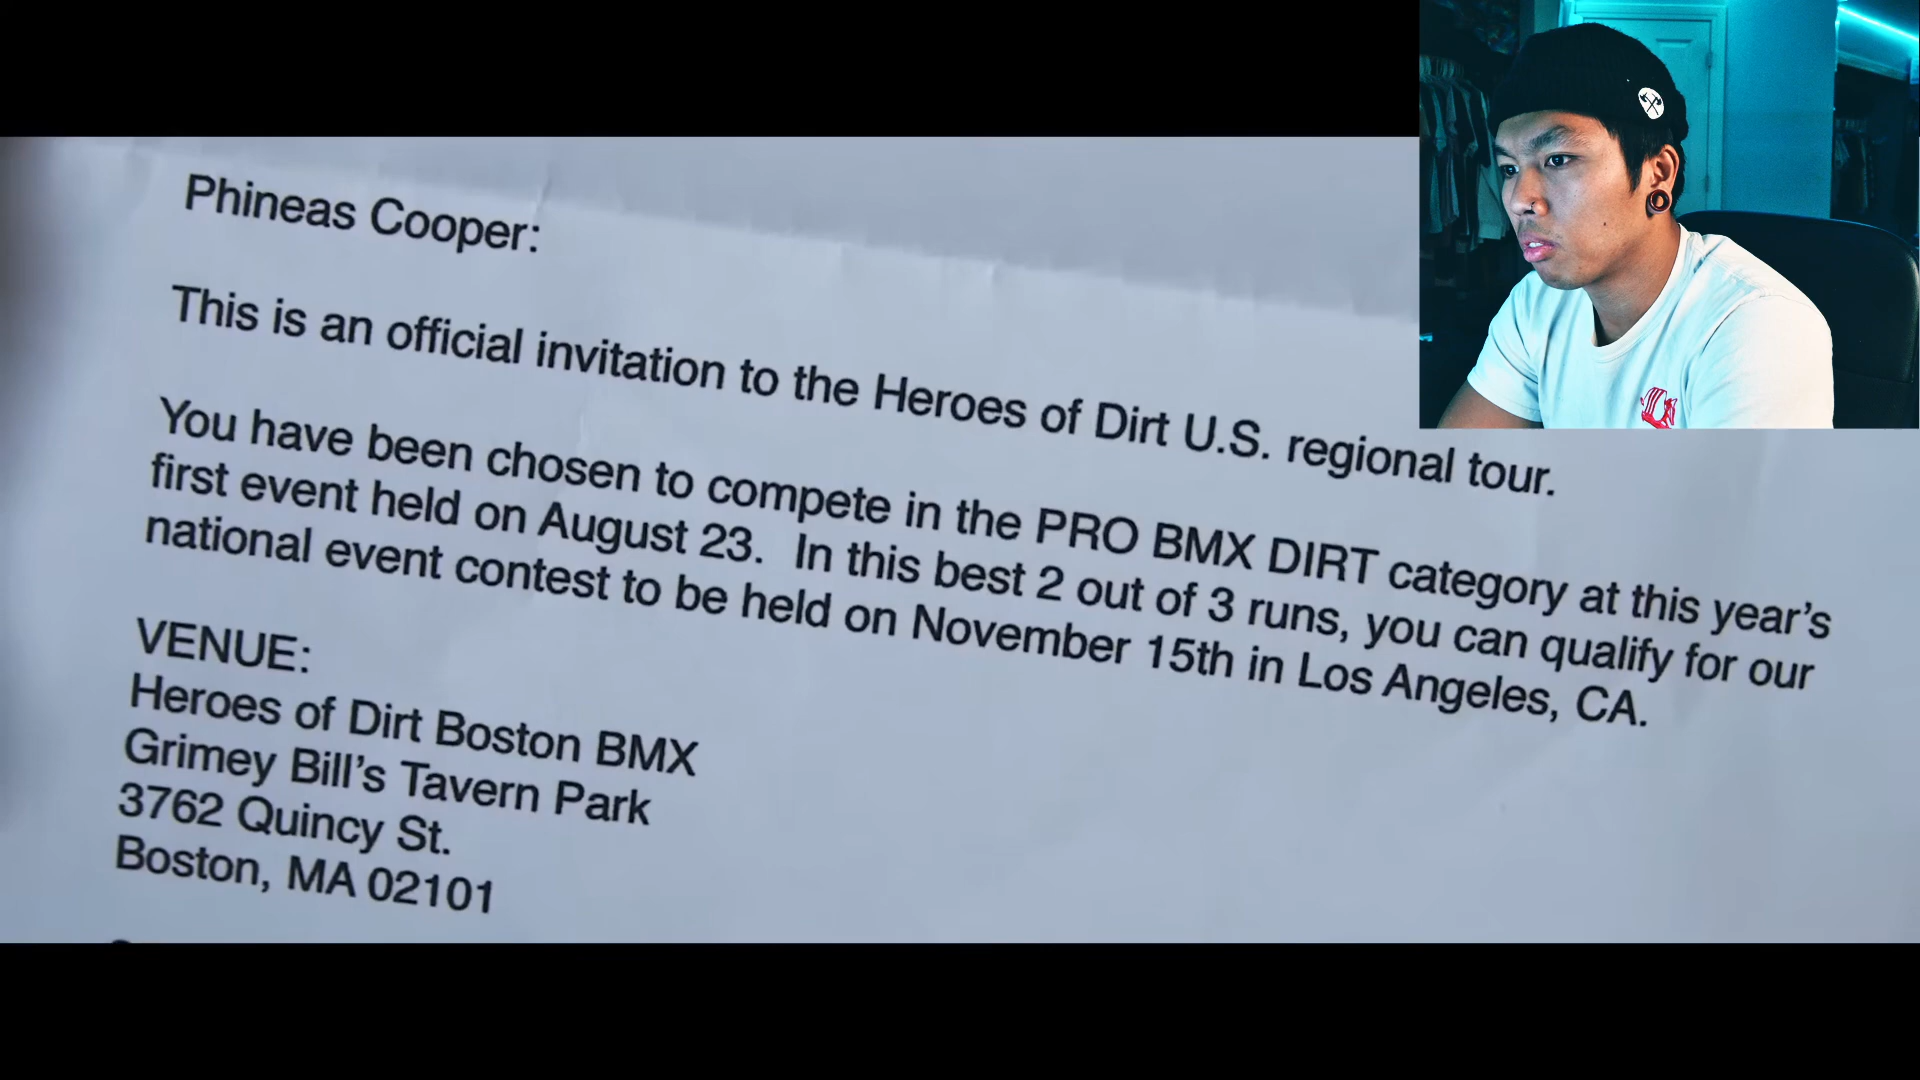 Phineas Cooper:
This is an official invitation to the Heroes of Dirt U.S. regional tour.
You have been chosen to compete in the PRO BMX DIRT category at this year's
first event held on August 23.  In this best 2 out of 3 runs, you can qualify for our
national event contest to be held on November 15th in Los Angeles, CA.
VENUE:
Heroes of Dirt Boston BMX
Grimey Bill's Tavern Park
3762 Quincy St.
Boston, MA 02101